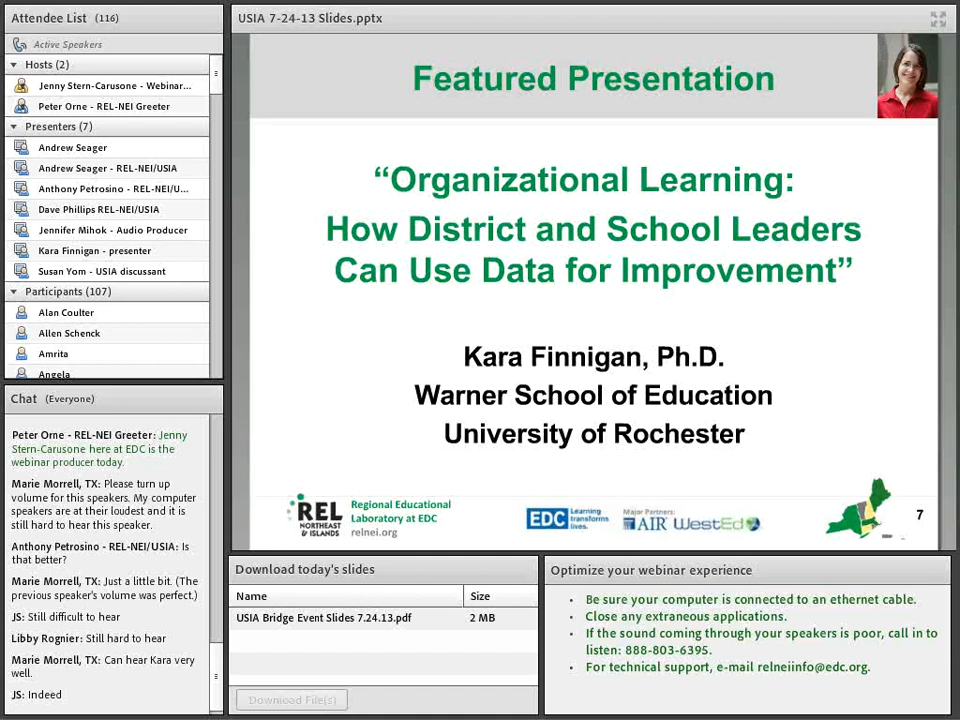 Attendee List (116)
Active Speakers
Hosts (2)
Jenny Stern-Carusone - Webinar...
Peter Orne - REL-NEI Greeter
Presenters (7)
Andrew Seager
Andrew Seager - REL-NEI/USIA
Anthony Petrosino - REL-NEI/U...
Dave Phillips REL-NEI/USIA
Jennifer Mihok - Audio Producer
Kara Finnigan - presenter
Susan Yom - USIA discussant
Participants (107)
Alan Coulter
Allen Schenck
Amrita
Angela
Chat (Everyone)
Peter Orne - REL-NEI Greeter: Jenny
Stern-Carusone here at EDC is the
webinar producer today.
Marie Morrell, TX: Please turn up
volume for this speakers. My computer
speakers are at their loudest and it is
still hard to hear this speaker.
Anthony Petrosino - REL-NEI/USIA: Is
that better?
Marie Morrell, TX: Just a little bit. (The
previous speaker's volume was perfect.)
JS: Still difficult to hear
Libby Rognier: Still hard to hear
Marie Morrell, TX: Can hear Kara very
well.
JS: Indeed
USIA 7-24-13 Slides.pptx
Featured Presentation
“Organizational Learning:
How District and School Leaders
Can Use Data for Improvement”
Kara Finnigan, Ph.D.
Warner School of Education
University of Rochester
REL
NORTHEAST
& ISLANDS
Regional Educational
Laboratory at EDC
relnei.org
EDC Learning
transforms
lives.
Major Partners:
AIR WestEd
7
Download today's slides
Name Size
USIA Bridge Event Slides 7.24.13.pdf 2 MB
Download File(s)
Optimize your webinar experience
• Be sure your computer is connected to an ethernet cable.
• Close any extraneous applications.
• If the sound coming through your speakers is poor, call in to
listen: 888-803-6395.
• For technical support, e-mail relneiinfo@edc.org.